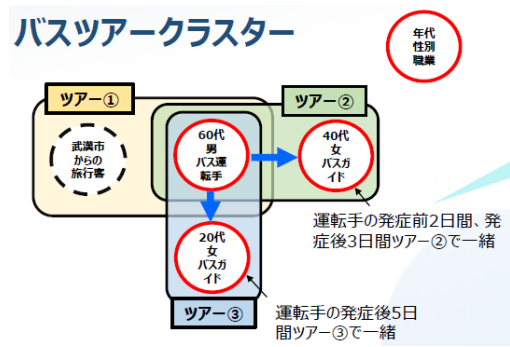 バスツアークラスター
年代
性別
職業
ツアー①
ツアー②
武漢市
からの
旅行客
60代
男
バス運
転手
40代
女
バスガ
イド
運転手の発症前2日間、発
症後3日間ツアー②で一緒
20代
女
バスガ
イド
ツアー③
運転手の発症後5日
間ツアー③で一緒